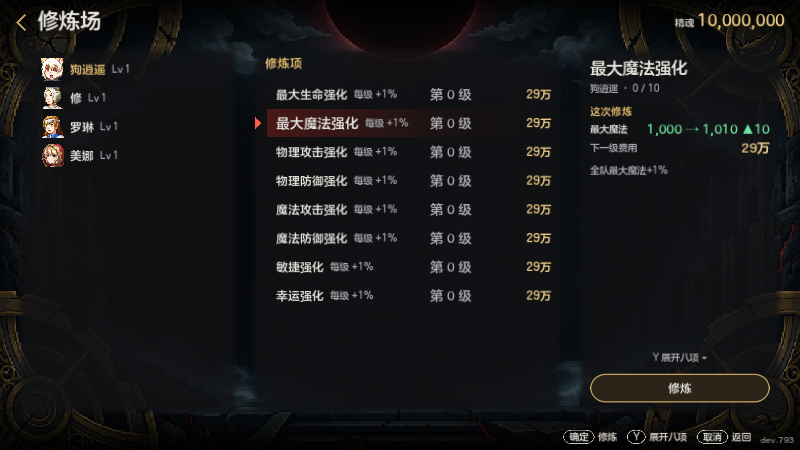 修炼场
精魂 10,000,000
狗逍遥 Lv1
修 Lv1
罗琳 Lv1
美娜 Lv1
修炼项
最大生命强化 每级 +1% 第 0 级 29万
最大魔法强化 每级 +1% 第 0 级 29万
物理攻击强化 每级 +1% 第 0 级 29万
物理防御强化 每级 +1% 第 0 级 29万
魔法攻击强化 每级 +1% 第 0 级 29万
魔法防御强化 每级 +1% 第 0 级 29万
敏捷强化 每级 +1% 第 0 级 29万
幸运强化 每级 +1% 第 0 级 29万
最大魔法强化
狗逍遥 · 0 / 10
这次修炼
最大魔法 1,000 → 1,010 ▲10
下一级费用 29万
全队最大魔法+1%
Y 展开八项
修炼
确定 修炼 Y 展开八项 取消 返回
dev.793